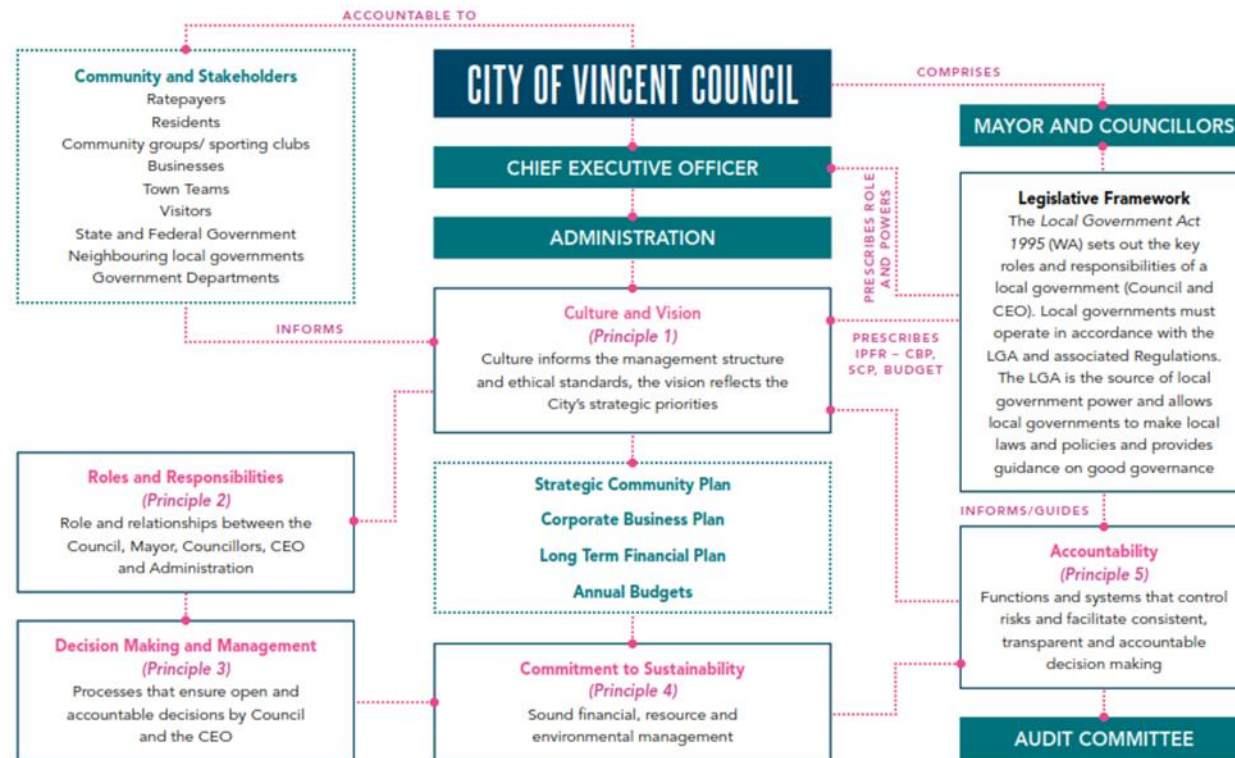 ACCOUNTABLE TO
Community and Stakeholders
Ratepayers
Residents
Community groups/ sporting clubs
Businesses
Town Teams
Visitors
State and Federal Government
Neighbouring local governments
Government Departments
CITY OF VINCENT COUNCIL
COMPRISES
MAYOR AND COUNCILLORS
CHIEF EXECUTIVE OFFICER
ADMINISTRATION
PRESCRIBES ROLE
AND POWERS
Legislative Framework
The Local Government Act
1995 (WA) sets out the key
roles and responsibilities of a
local government (Council and
CEO). Local governments must
operate in accordance with the
LGA and associated Regulations.
The LGA is the source of local
government power and allows
local governments to make local
laws and policies and provides
guidance on good governance
INFORMS
Culture and Vision
(Principle 1)
Culture informs the management structure
and ethical standards, the vision reflects the
City's strategic priorities
PRESCRIBES
IPFR – CBP,
SCP, BUDGET
Roles and Responsibilities
(Principle 2)
Role and relationships between the
Council, Mayor, Councillors, CEO
and Administration
Strategic Community Plan
Corporate Business Plan
Long Term Financial Plan
Annual Budgets
INFORMS/GUIDES
Accountability
(Principle 5)
Functions and systems that control
risks and facilitate consistent,
transparent and accountable
decision making
Decision Making and Management
(Principle 3)
Processes that ensure open and
accountable decisions by Council
and the CEO
Commitment to Sustainability
(Principle 4)
Sound financial, resource and
environmental management
AUDIT COMMITTEE